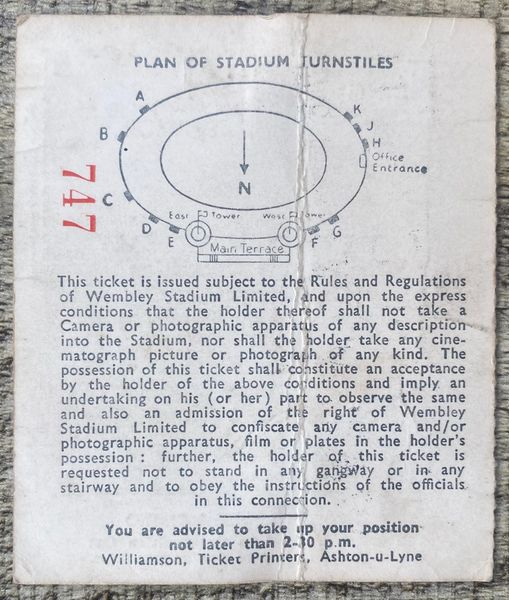 PLAN OF STADIUM TURNSTILES
A
K
J
B
H
Office
Entrance
747
N
C
East Tower
West Tower
D
G
E
F
Main Terrace
This ticket is issued subject to the Rules and Regulations
of Wembley Stadium Limited, and upon the express
conditions that the holder thereof shall not take a
Camera or photographic apparatus of any description
into the Stadium, nor shall the holder take any cine-
matograph picture or photograph of any kind. The
possession of this ticket shall constitute an acceptance
by the holder of the above conditions and imply an
undertaking on his (or her) part to observe the same
and also an admission of the right of Wembley
Stadium Limited to confiscate any camera and/or
photographic apparatus, film or plates in the holder's
possession : further, the holder of this ticket is
requested not to stand in any gangway or in any
stairway and to obey the instructions of the officials
in this connection.
You are advised to take up your position
not later than 2-30 p.m.
Williamson, Ticket Printers, Ashton-u-Lyne